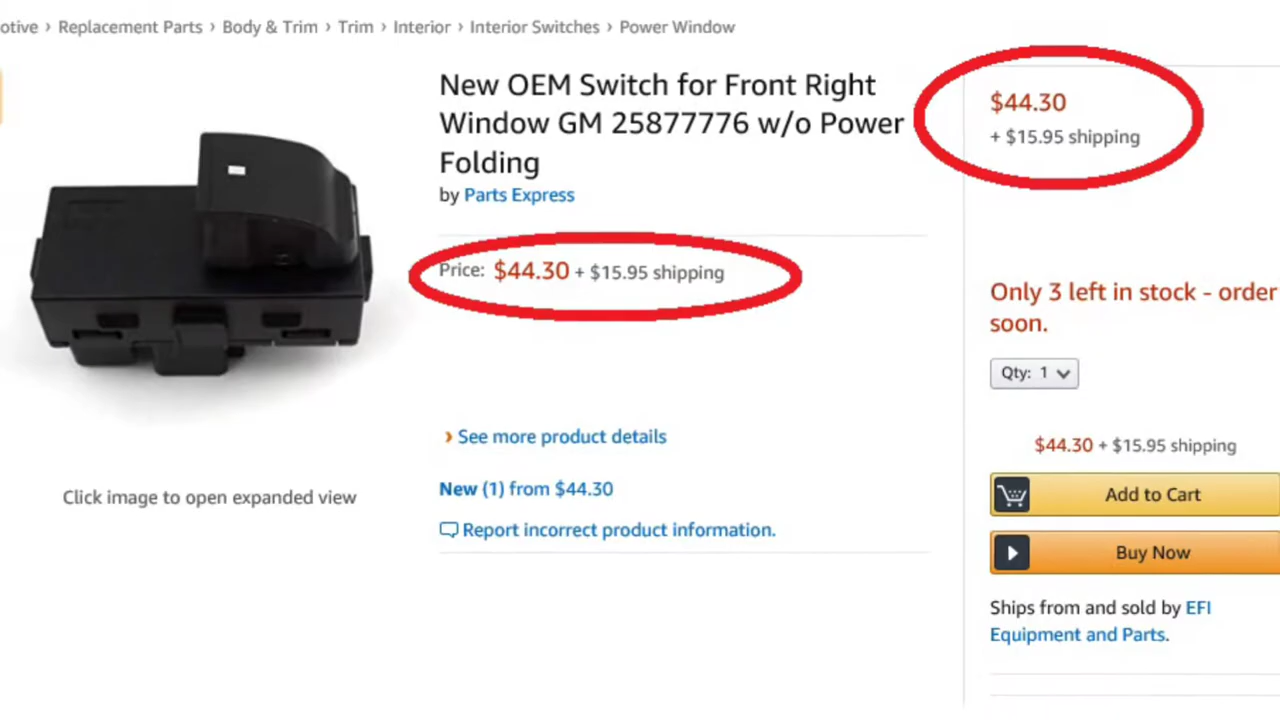 otive › Replacement Parts › Body & Trim › Trim › Interior › Interior Switches › Power Window
New OEM Switch for Front Right
Window GM 25877776 w/o Power
Folding
by Parts Express
Price: $44.30 + $15.95 shipping
› See more product details
New (1) from $44.30
Report incorrect product information.
Click image to open expanded view
$44.30
+ $15.95 shipping
Only 3 left in stock - order
soon.
Qty: 1
$44.30 + $15.95 shipping
Add to Cart
Buy Now
Ships from and sold by EFI
Equipment and Parts.